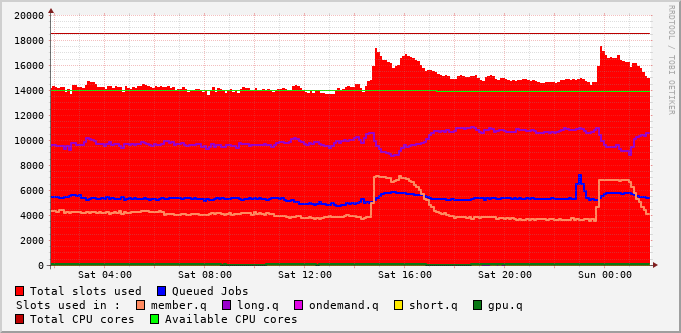 20000
18000
16000
14000
12000
10000
8000
6000
4000
2000
0
Sat 04:00 Sat 08:00 Sat 12:00 Sat 16:00 Sat 20:00 Sun 00:00
Total slots used Queued Jobs
Slots used in : member.q long.q ondemand.q short.q gpu.q
Total CPU cores Available CPU cores
RRDTOOL / TOBI OETIKER